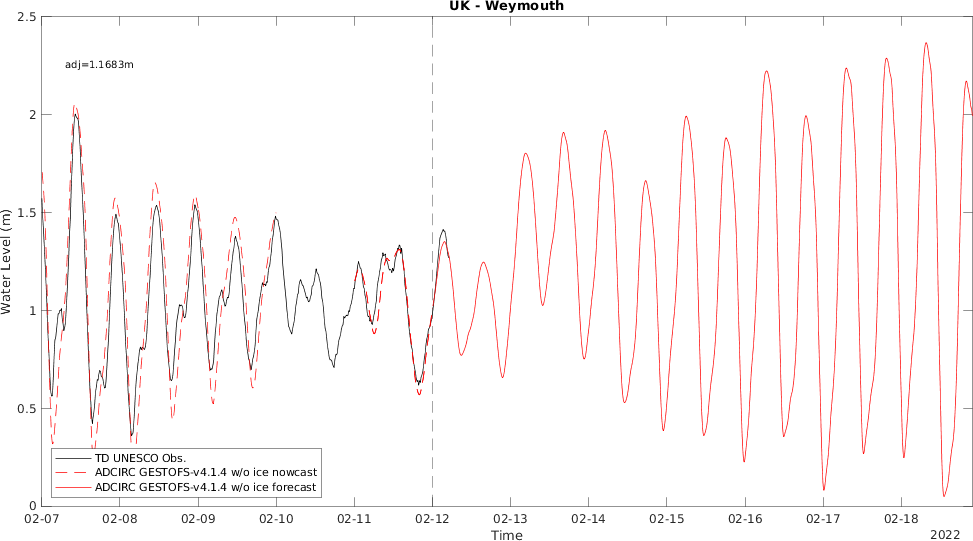 UK - Weymouth
2.5
adj=1.1683m
2
1.5
Water Level (m)
1
0.5
TD UNESCO Obs.
ADCIRC GESTOFS-v4.1.4 w/o ice nowcast
ADCIRC GESTOFS-v4.1.4 w/o ice forecast
0
02-07 02-08 02-09 02-10 02-11 02-12 02-13 02-14 02-15 02-16 02-17 02-18
Time
2022